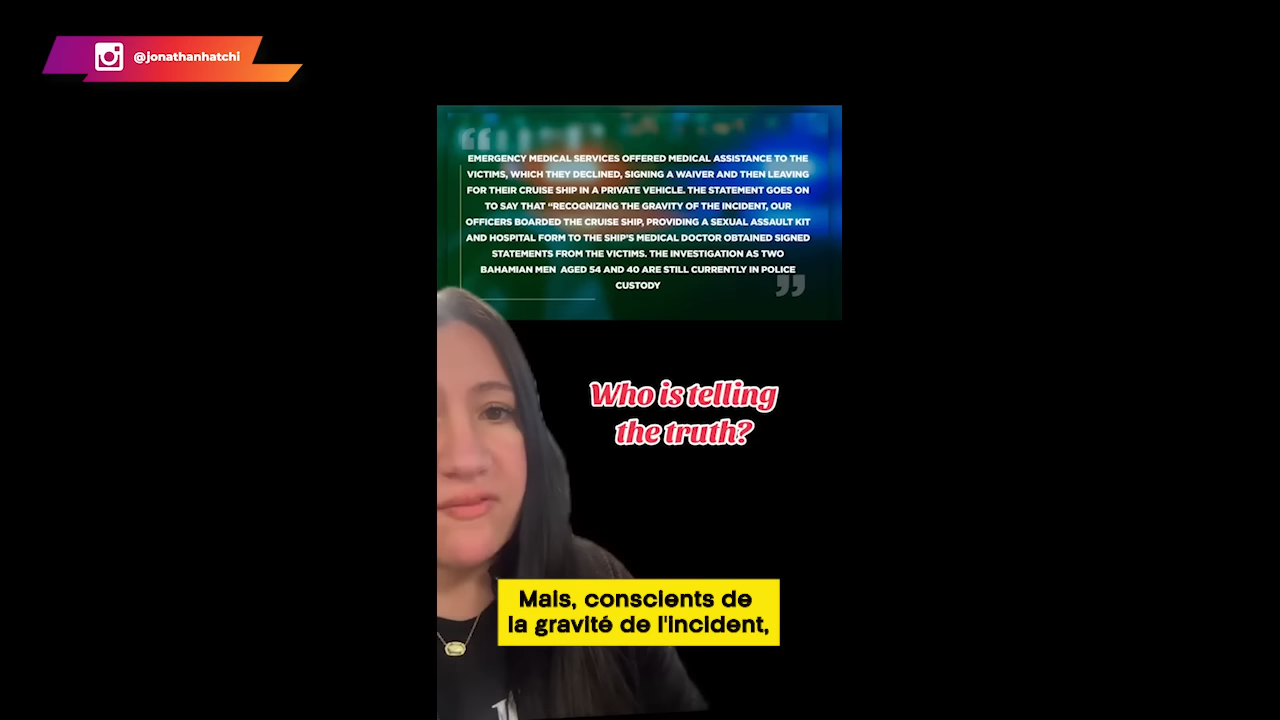 @jonathanhatchi
EMERGENCY MEDICAL SERVICES OFFERED MEDICAL ASSISTANCE TO THE
VICTIMS, WHICH THEY DECLINED, SIGNING A WAIVER AND THEN LEAVING
FOR THEIR CRUISE SHIP IN A PRIVATE VEHICLE. THE STATEMENT GOES ON
TO SAY THAT “RECOGNIZING THE GRAVITY OF THE INCIDENT, OUR
OFFICERS BOARDED THE CRUISE SHIP, PROVIDING A SEXUAL ASSAULT KIT
AND HOSPITAL FORM TO THE SHIP'S MEDICAL DOCTOR OBTAINED SIGNED
STATEMENTS FROM THE VICTIMS. THE INVESTIGATION AS TWO
BAHAMIAN MEN AGED 54 AND 40 ARE STILL CURRENTLY IN POLICE
CUSTODY
Who is telling
the truth?
Mais, conscients de
la gravité de l'incident,